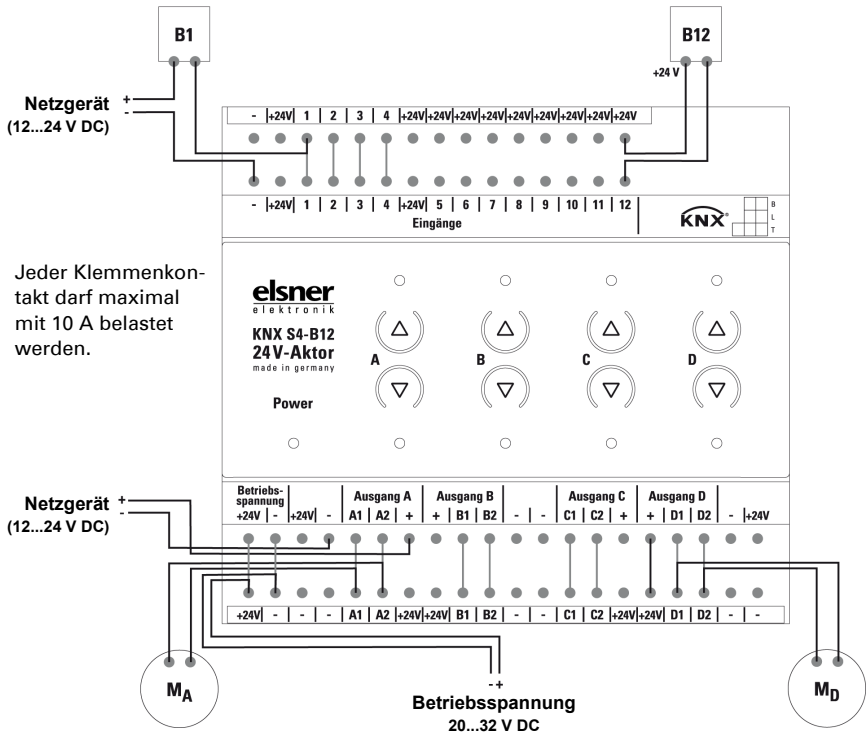 B1
B12
+24 V
Netzgerät + -
(12...24 V DC)
- |+24V| 1 | 2 | 3 | 4 |+24V|+24V|+24V|+24V|+24V|+24V|+24V|+24V|+24V
- |+24V| 1 | 2 | 3 | 4 |+24V| 5 | 6 | 7 | 8 | 9 | 10 | 11 | 12
Eingänge
KNX®
B
L
T
Jeder Klemmenkon-
takt darf maximal
mit 10 A belastet
werden.
elsner
elektronik
KNX S4-B12
24V-Aktor
made in germany
A B C D
Power
Netzgerät + -
(12...24 V DC)
Betriebs-
spannung Ausgang A Ausgang B Ausgang C Ausgang D
+24V | - |+24V| - | A1 | A2 | + | + | B1 | B2 | - | - | C1 | C2 | + | + | D1 | D2 | - |+24V
+24V| - | - | - | A1 | A2 |+24V|+24V| B1 | B2 | - | - | C1 | C2 |+24V|+24V| D1 | D2 | - | -
MA
MD
- +
Betriebsspannung
20...32 V DC